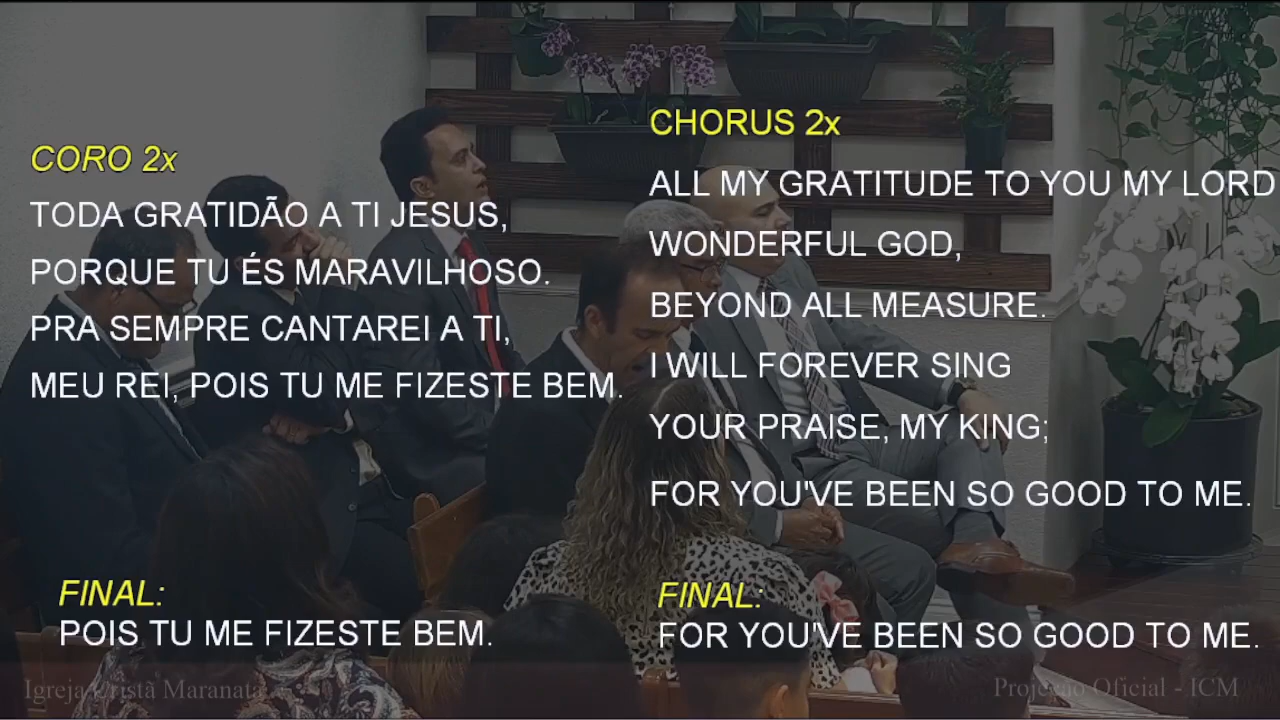 CORO 2x
TODA GRATIDÃO A TI JESUS,
PORQUE TU ÉS MARAVILHOSO.
PRA SEMPRE CANTAREI A TI,
MEU REI, POIS TU ME FIZESTE BEM.
FINAL:
POIS TU ME FIZESTE BEM.
CHORUS 2x
ALL MY GRATITUDE TO YOU MY LORD
WONDERFUL GOD,
BEYOND ALL MEASURE.
I WILL FOREVER SING
YOUR PRAISE, MY KING;
FOR YOU'VE BEEN SO GOOD TO ME.
FINAL:
FOR YOU'VE BEEN SO GOOD TO ME.
Igreja Cristã Maranata
Projeção Oficial - ICM